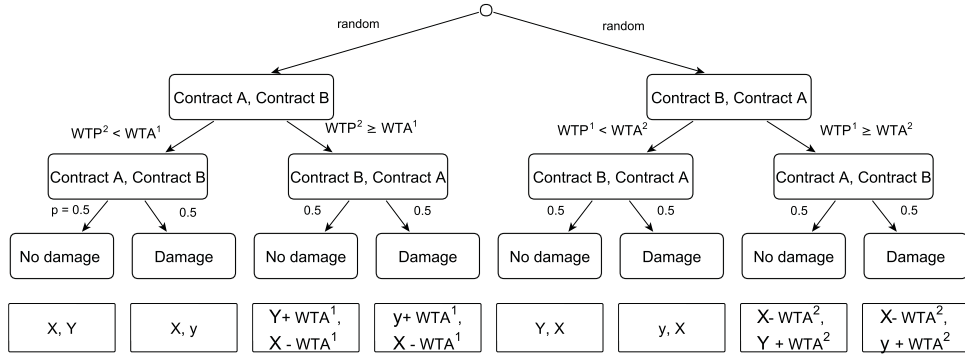 random
random
Contract A, Contract B
Contract B, Contract A
WTP² < WTA¹
WTP² ≥ WTA¹
WTP¹ < WTA²
WTP¹ ≥ WTA²
Contract A, Contract B
Contract B, Contract A
Contract B, Contract A
Contract A, Contract B
p = 0.5
0.5
0.5
0.5
0.5
0.5
0.5
0.5
No damage
Damage
No damage
Damage
No damage
Damage
No damage
Damage
X, Y
X, y
Y+ WTA¹,
X - WTA¹
y+ WTA¹,
X - WTA¹
Y, X
y, X
X- WTA²,
Y + WTA²
X- WTA²,
y + WTA²